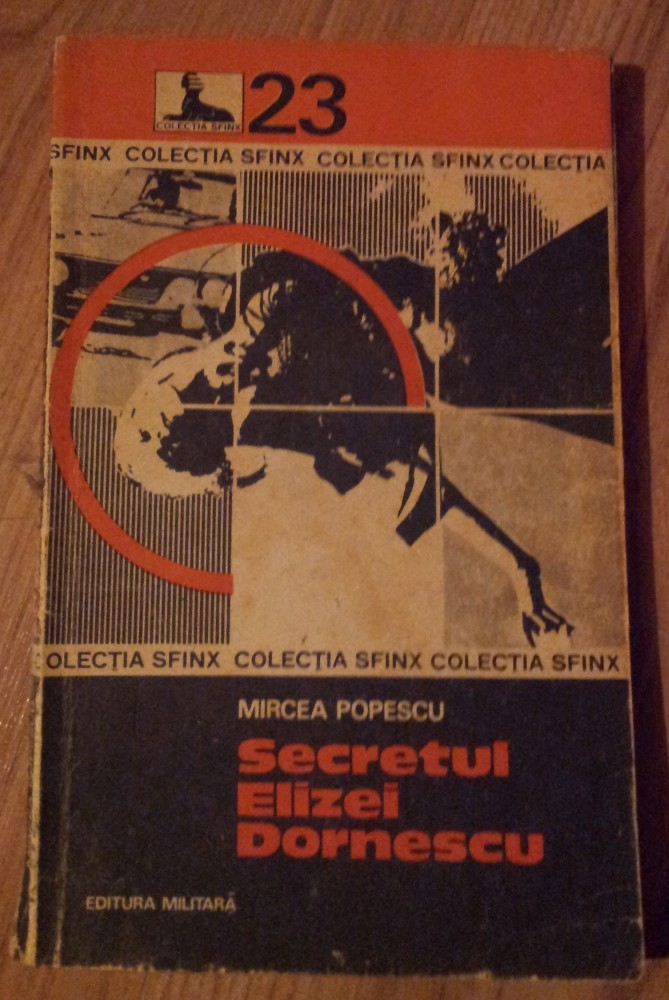 COLECȚIA SFINX
23
SFINX COLECȚIA SFINX COLECȚIA SFINX COLECȚIA
COLECȚIA SFINX COLECȚIA SFINX COLECȚIA SFINX
MIRCEA POPESCU
Secretul
Elizei
Dornescu
EDITURA MILITARĂ